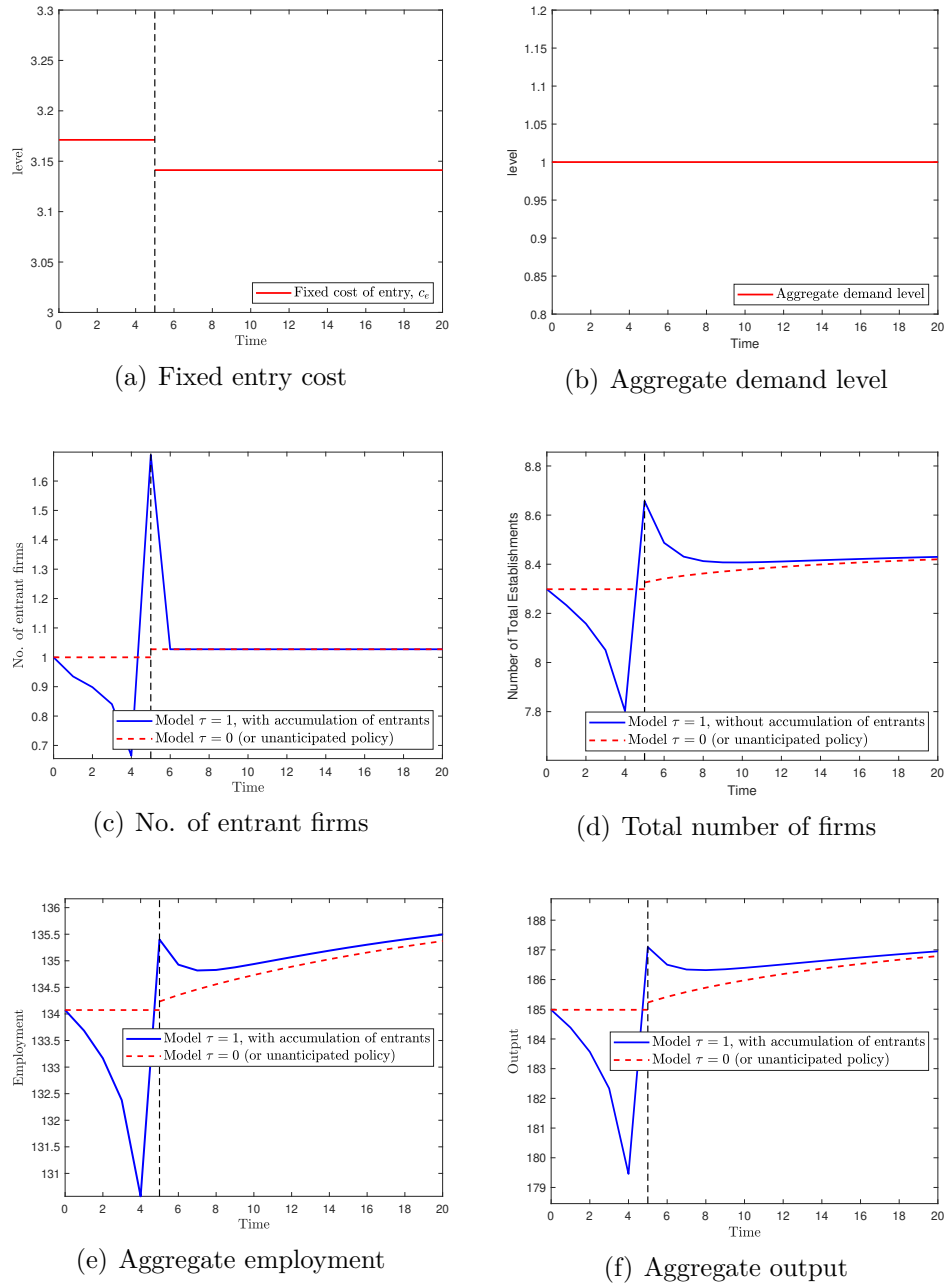 3.3
3.25
3.2
3.15
3.1
3.05
3
level
0 2 4 6 8 10 12 14 16 18 20
Time
Fixed cost of entry, c_e
(a) Fixed entry cost
1.2
1.15
1.1
1.05
1
0.95
0.9
0.85
0.8
level
0 2 4 6 8 10 12 14 16 18 20
Time
Aggregate demand level
(b) Aggregate demand level
1.6
1.5
1.4
1.3
1.2
1.1
1
0.9
0.8
0.7
No. of entrant firms
0 2 4 6 8 10 12 14 16 18 20
Time
Model τ = 1, with accumulation of entrants
Model τ = 0 (or unanticipated policy)
(c) No. of entrant firms
8.8
8.6
8.4
8.2
8
7.8
Number of Total Establishments
0 2 4 6 8 10 12 14 16 18 20
Time
Model τ = 1, without accumulation of entrants
Model τ = 0 (or unanticipated policy)
(d) Total number of firms
136
135.5
135
134.5
134
133.5
133
132.5
132
131.5
131
Employment
0 2 4 6 8 10 12 14 16 18 20
Time
Model τ = 1, with accumulation of entrants
Model τ = 0 (or unanticipated policy)
(e) Aggregate employment
188
187
186
185
184
183
182
181
180
179
Output
0 2 4 6 8 10 12 14 16 18 20
Time
Model τ = 1, with accumulation of entrants
Model τ = 0 (or unanticipated policy)
(f) Aggregate output